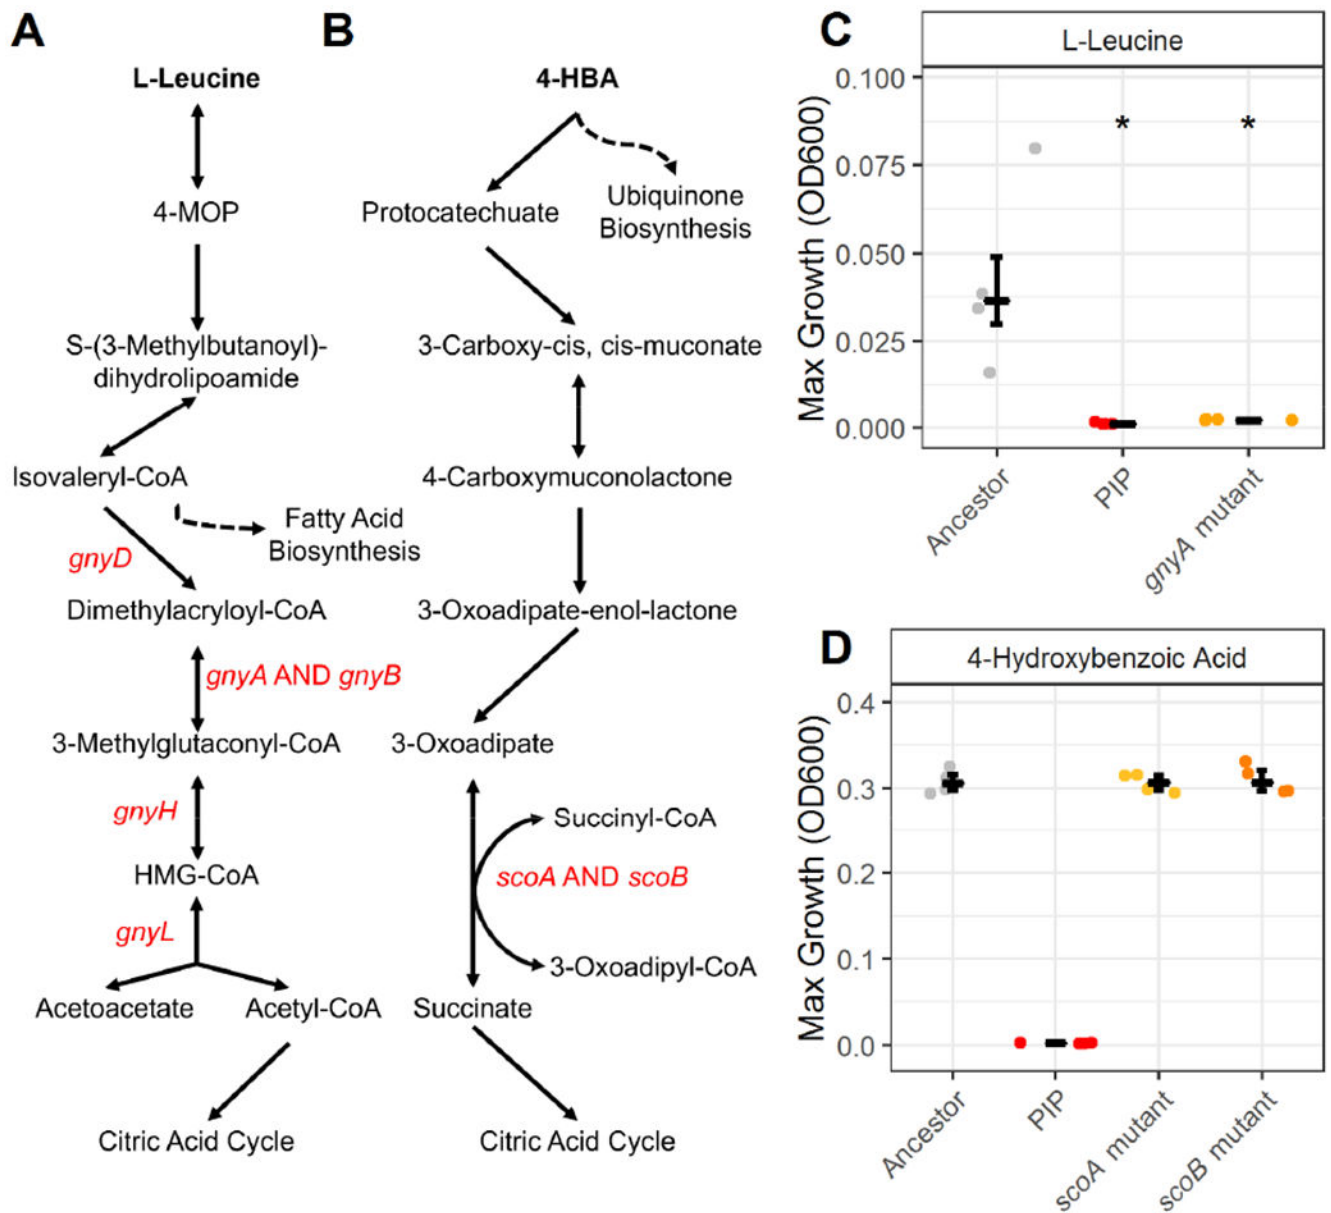 A
L-Leucine
4-MOP
S-(3-Methylbutanoyl)-
dihydrolipoamide
Isovaleryl-CoA
Fatty Acid
Biosynthesis
gnyD
Dimethylacryloyl-CoA
gnyA AND gnyB
3-Methylglutaconyl-CoA
gnyH
HMG-CoA
gnyL
Acetoacetate
Acetyl-CoA
Citric Acid Cycle
B
4-HBA
Ubiquinone
Biosynthesis
Protocatechuate
3-Carboxy-cis, cis-muconate
4-Carboxymuconolactone
3-Oxoadipate-enol-lactone
3-Oxoadipate
Succinyl-CoA
scoA AND scoB
3-Oxoadipyl-CoA
Succinate
Citric Acid Cycle
C
L-Leucine
Max Growth (OD600)
0.100
0.075
0.050
0.025
0.000
* *
Ancestor
PIP
gnyA mutant
D
4-Hydroxybenzoic Acid
Max Growth (OD600)
0.4
0.3
0.2
0.1
0.0
Ancestor
PIP
scoA mutant
scoB mutant